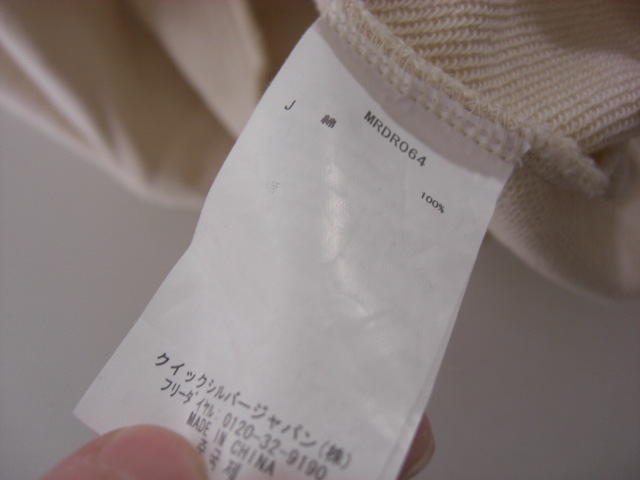 MRDR064
J 綿 100%
クイックシルバージャパン(株)
フリーダイヤル:0120-32-9190
MADE IN CHINA
중국제